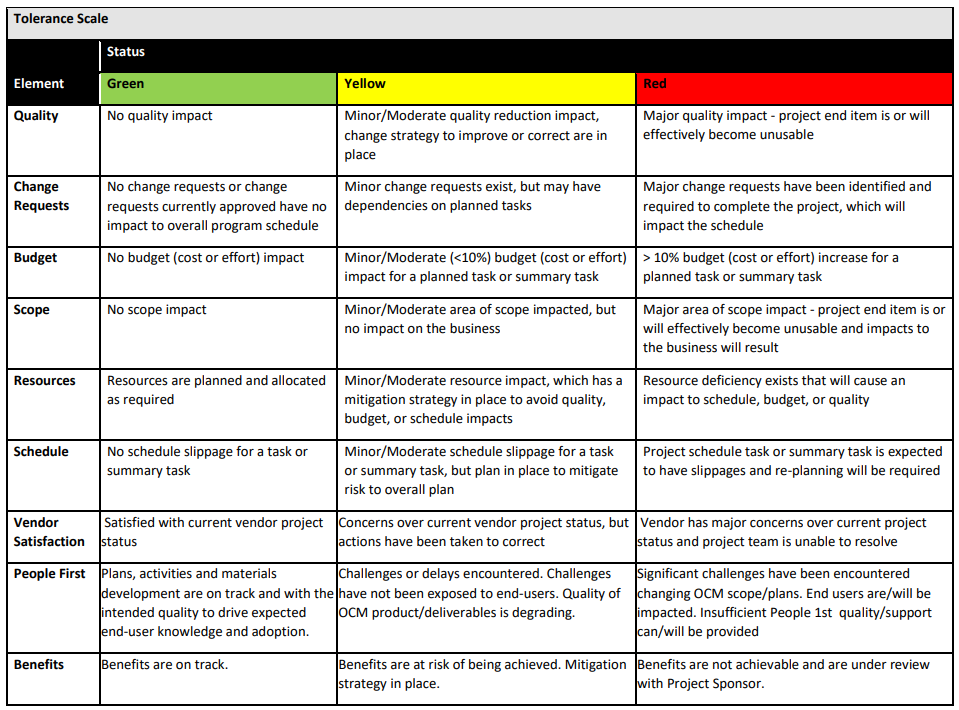 Tolerance Scale
Status
Element
Green
Yellow
Red
Quality
No quality impact
Minor/Moderate quality reduction impact,
change strategy to improve or correct are in
place
Major quality impact - project end item is or will
effectively become unusable
Change
Requests
No change requests or change
requests currently approved have no
impact to overall program schedule
Minor change requests exist, but may have
dependencies on planned tasks
Major change requests have been identified and
required to complete the project, which will
impact the schedule
Budget
No budget (cost or effort) impact
Minor/Moderate (<10%) budget (cost or effort)
impact for a planned task or summary task
> 10% budget (cost or effort) increase for a
planned task or summary task
Scope
No scope impact
Minor/Moderate area of scope impacted, but
no impact on the business
Major area of scope impact - project end item is or
will effectively become unusable and impacts to
the business will result
Resources
Resources are planned and allocated
as required
Minor/Moderate resource impact, which has a
mitigation strategy in place to avoid quality,
budget, or schedule impacts
Resource deficiency exists that will cause an
impact to schedule, budget, or quality
Schedule
No schedule slippage for a task or
summary task
Minor/Moderate schedule slippage for a task
or summary task, but plan in place to mitigate
risk to overall plan
Project schedule task or summary task is expected
to have slippages and re-planning will be required
Vendor
Satisfaction
Satisfied with current vendor project
status
Concerns over current vendor project status, but
actions have been taken to correct
Vendor has major concerns over current project
status and project team is unable to resolve
People First
Plans, activities and materials
development are on track and with the
intended quality to drive expected
end-user knowledge and adoption.
Challenges or delays encountered. Challenges
have not been exposed to end-users. Quality of
OCM product/deliverables is degrading.
Significant challenges have been encountered
changing OCM scope/plans. End users are/will be
impacted. Insufficient People 1st quality/support
can/will be provided
Benefits
Benefits are on track.
Benefits are at risk of being achieved. Mitigation
strategy in place.
Benefits are not achievable and are under review
with Project Sponsor.